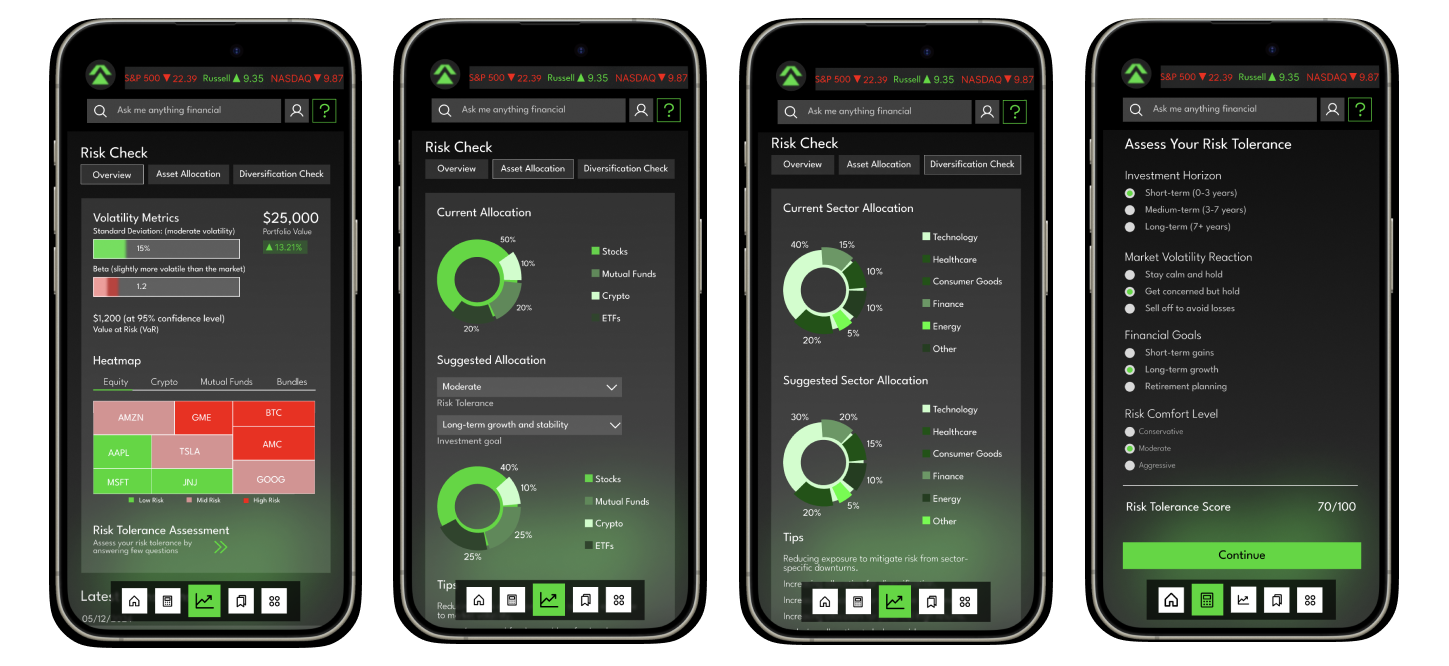 S&P 500 ▼ 22.39 Russell ▲ 9.35 NASDAQ ▼ 9.87
Ask me anything financial
?
Risk Check
Overview
Asset Allocation
Diversification Check
Volatility Metrics
Standard Deviation: (moderate volatility)
15%
$25,000
Portfolio Value
▲ 13.21%
Beta (slightly more volatile than the market)
1.2
$1,200 (at 95% confidence level)
Value at Risk (VaR)
Heatmap
Equity Crypto Mutual Funds Bundles
AMZN
GME
BTC
AAPL
TSLA
AMC
MSFT
JNJ
GOOG
Low Risk Mid Risk High Risk
Risk Tolerance Assessment
Assess your risk tolerance by
answering few questions
Lates
05/12/
S&P 500 ▼ 22.39 Russell ▲ 9.35 NASDAQ ▼ 9.87
Ask me anything financial
?
Risk Check
Overview
Asset Allocation
Diversification Check
Current Allocation
50%
10%
20%
20%
Stocks
Mutual Funds
Crypto
ETFs
Suggested Allocation
Moderate
Risk Tolerance
Long-term growth and stability
Investment goal
40%
10%
25%
25%
Stocks
Mutual Funds
Crypto
ETFs
Tips
Redu
to m
S&P 500 ▼ 22.39 Russell ▲ 9.35 NASDAQ ▼ 9.87
Ask me anything financial
?
Risk Check
Overview
Asset Allocation
Diversification Check
Current Sector Allocation
40%
15%
10%
10%
5%
20%
Technology
Healthcare
Consumer Goods
Finance
Energy
Other
Suggested Sector Allocation
30%
20%
15%
10%
5%
20%
Technology
Healthcare
Consumer Goods
Finance
Energy
Other
Tips
Reducing exposure to mitigate risk from sector-
specific downturns.
Incre
Incre
Incre
S&P 500 ▼ 22.39 Russell ▲ 9.35 NASDAQ ▼ 9.87
Ask me anything financial
?
Assess Your Risk Tolerance
Investment Horizon
Short-term (0-3 years)
Medium-term (3-7 years)
Long-term (7+ years)
Market Volatility Reaction
Stay calm and hold
Get concerned but hold
Sell off to avoid losses
Financial Goals
Short-term gains
Long-term growth
Retirement planning
Risk Comfort Level
Conservative
Moderate
Aggressive
Risk Tolerance Score 70/100
Continue